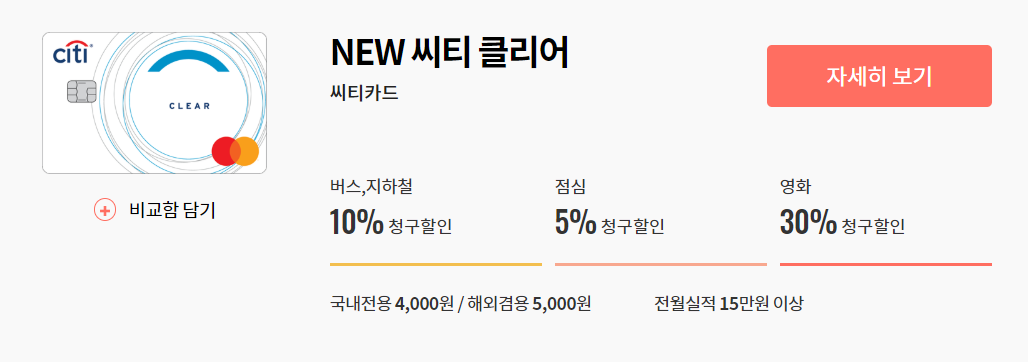 citi
CLEAR
비교함 담기
NEW 씨티 클리어
씨티카드
자세히 보기
버스,지하철
10% 청구할인
점심
5% 청구할인
영화
30% 청구할인
국내전용 4,000원 / 해외겸용 5,000원
전월실적 15만원 이상